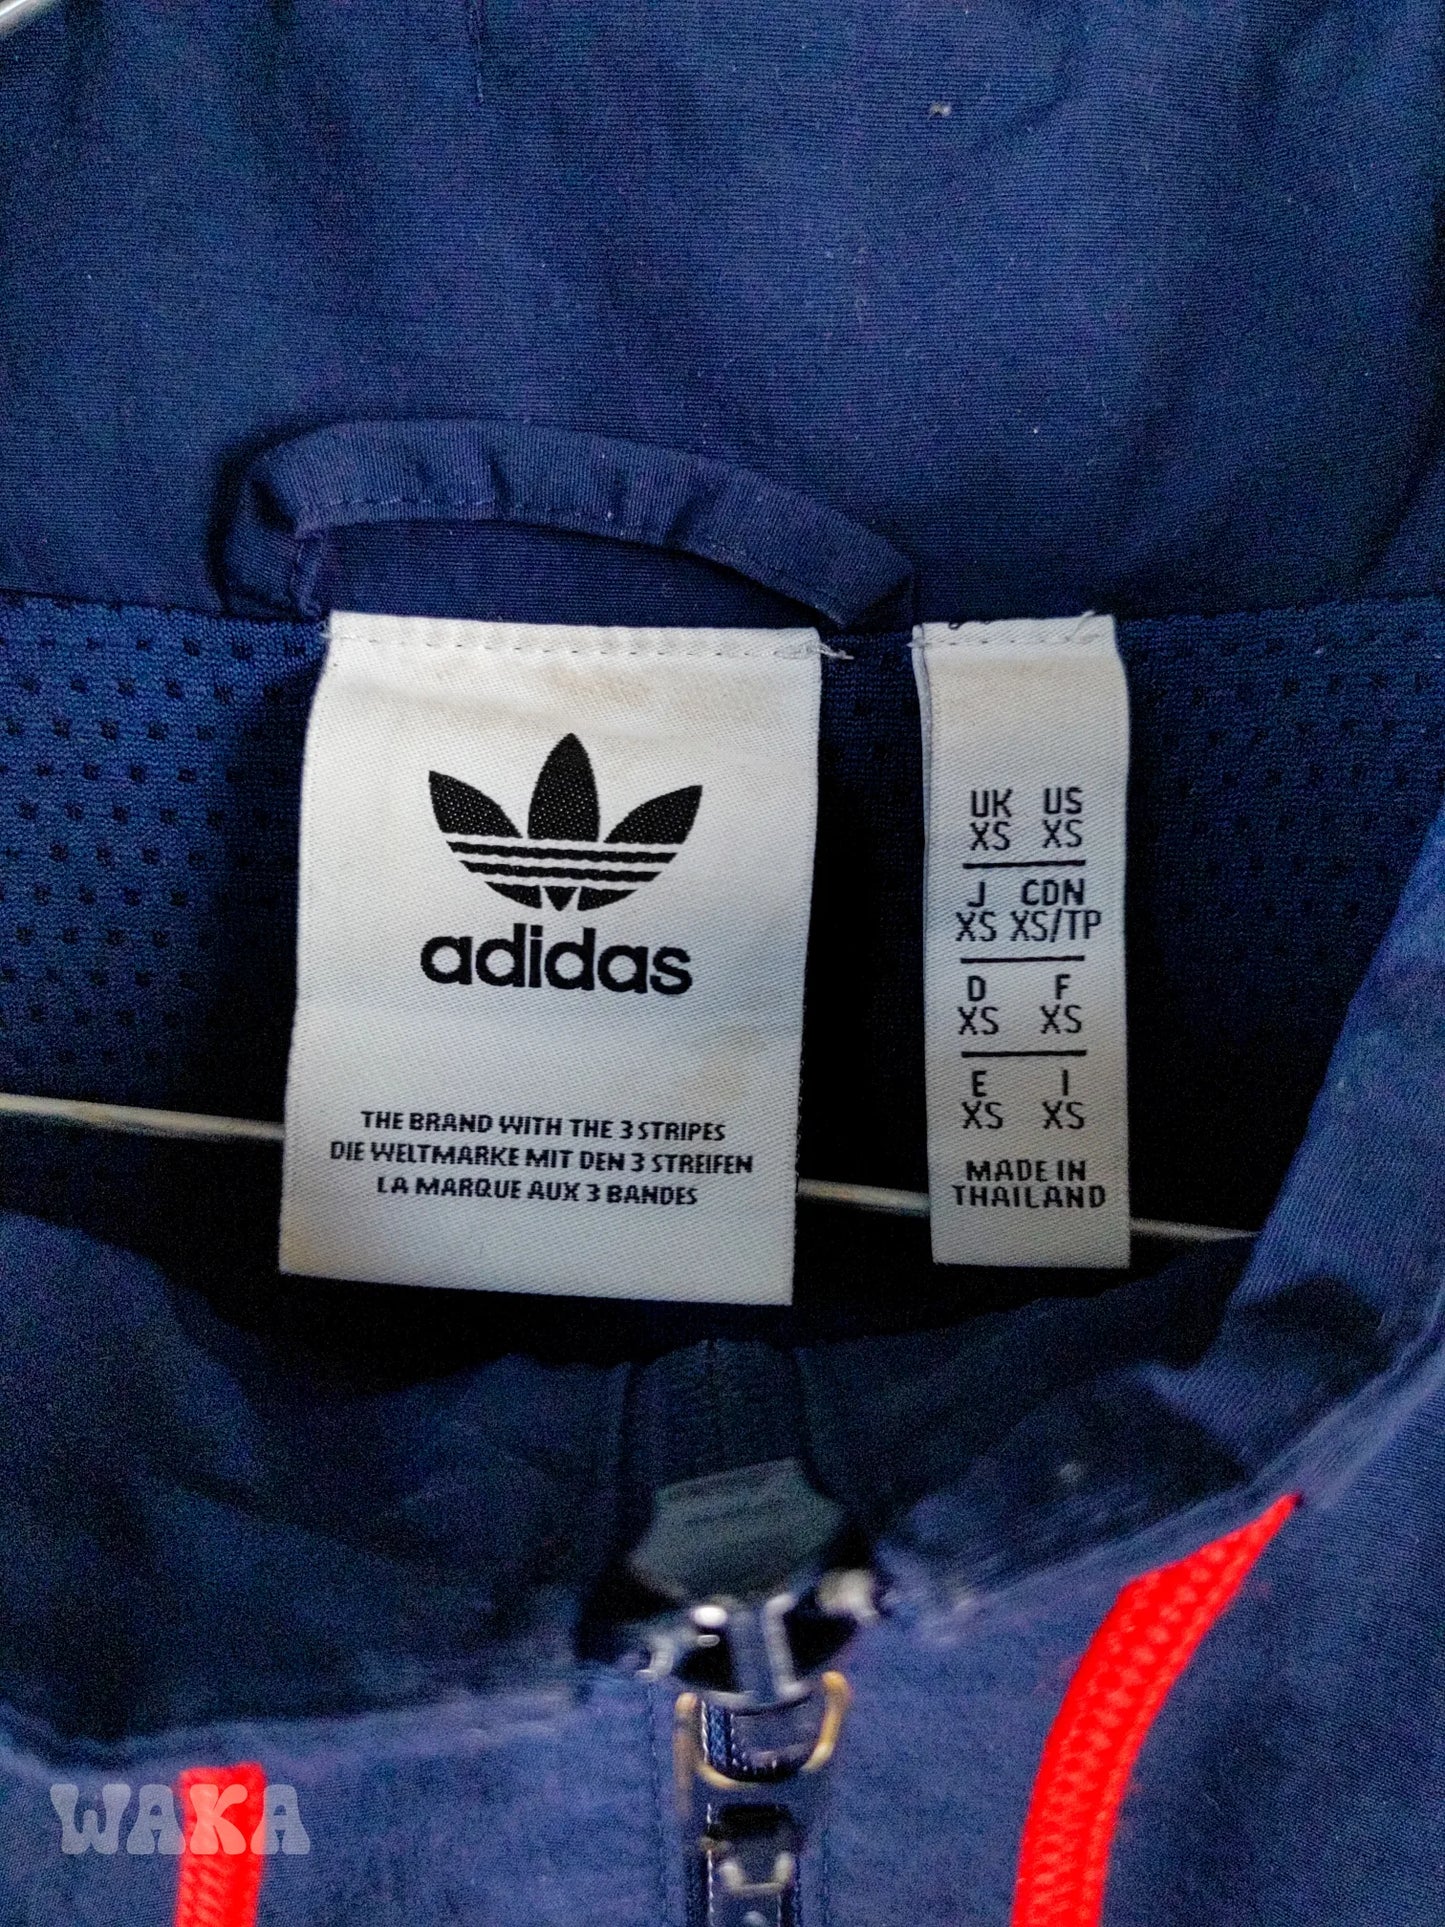 adidas
THE BRAND WITH THE 3 STRIPES
DIE WELTMARKE MIT DEN 3 STREIFEN
LA MARQUE AUX 3 BANDES
UK US
XS XS
J CDN
XS XS/TP
D F
XS XS
E I
XS XS
MADE IN
THAILAND
WAKA